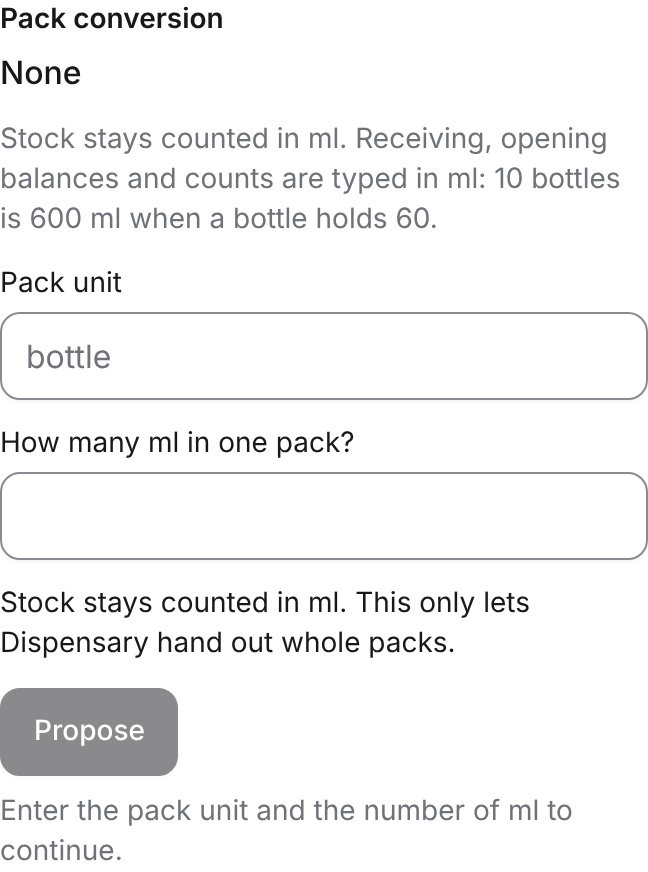 Pack conversion
None
Stock stays counted in ml. Receiving, opening
balances and counts are typed in ml: 10 bottles
is 600 ml when a bottle holds 60.
Pack unit
bottle
How many ml in one pack?
Stock stays counted in ml. This only lets
Dispensary hand out whole packs.
Propose
Enter the pack unit and the number of ml to
continue.